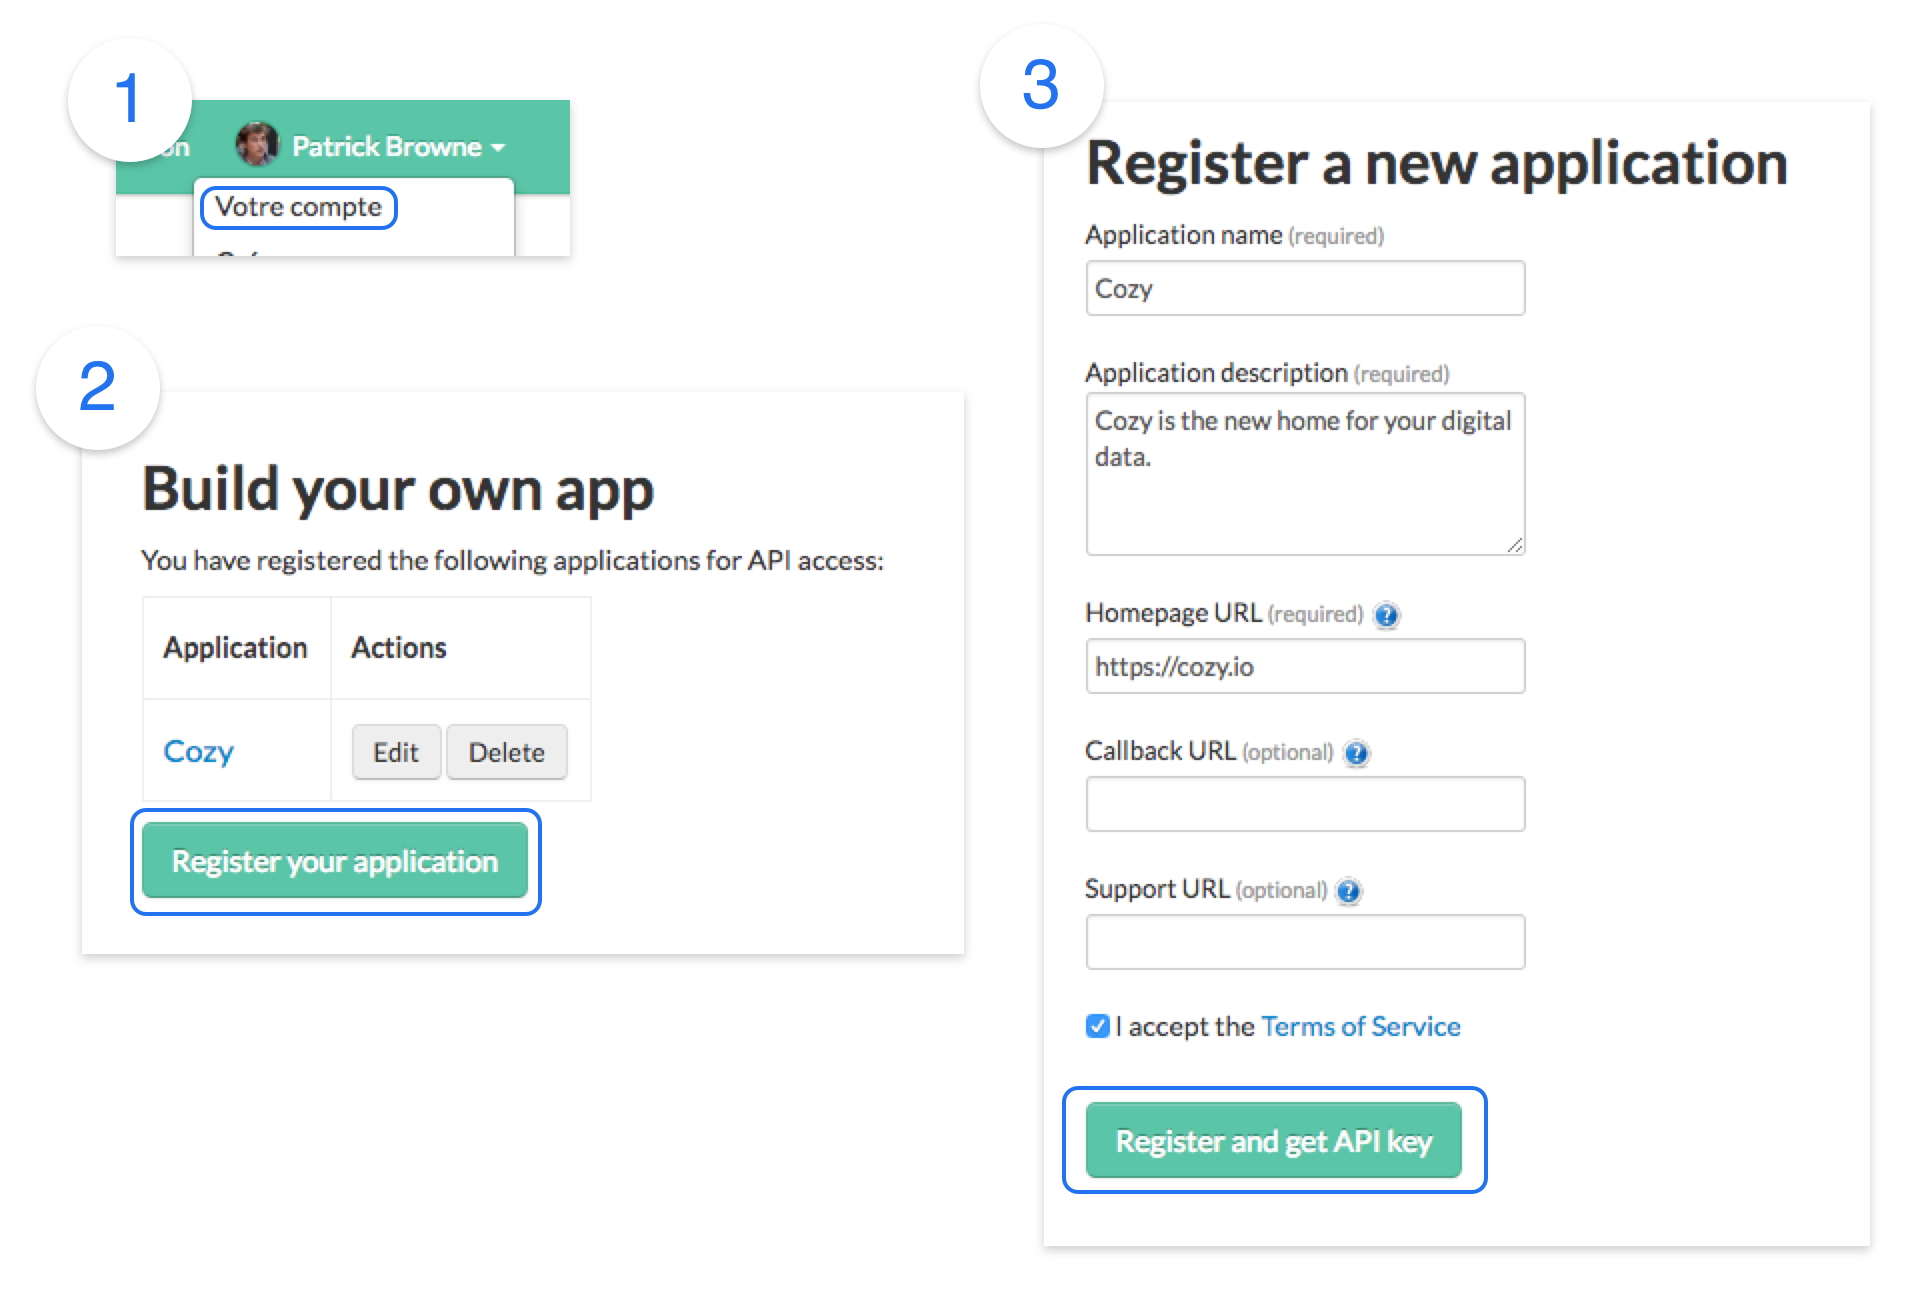 1
Patrick Browne
Votre compte
2
Build your own app
You have registered the following applications for API access:
Application Actions
Cozy Edit Delete
Register your application
3
Register a new application
Application name (required)
Cozy
Application description (required)
Cozy is the new home for your digital
data.
Homepage URL (required) ?
https://cozy.io
Callback URL (optional) ?
Support URL (optional) ?
I accept the Terms of Service
Register and get API key